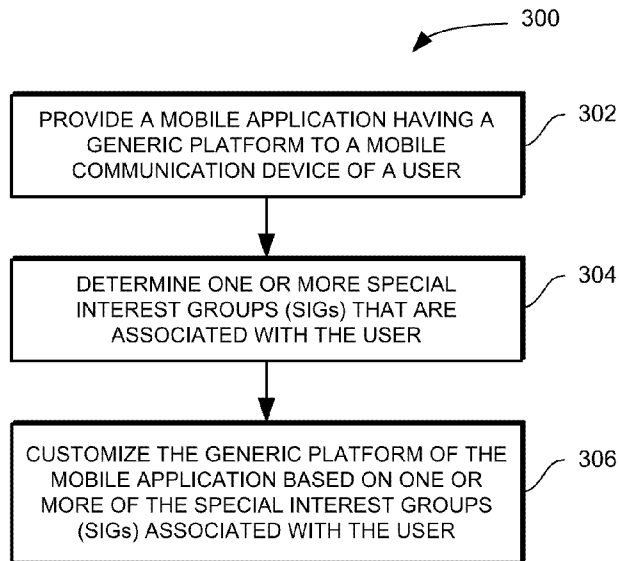 300
PROVIDE A MOBILE APPLICATION HAVING A
GENERIC PLATFORM TO A MOBILE
COMMUNICATION DEVICE OF A USER
302
DETERMINE ONE OR MORE SPECIAL
INTEREST GROUPS (SIGs) THAT ARE
ASSOCIATED WITH THE USER
304
CUSTOMIZE THE GENERIC PLATFORM OF THE
MOBILE APPLICATION BASED ON ONE OR
MORE OF THE SPECIAL INTEREST GROUPS
(SIGs) ASSOCIATED WITH THE USER
306